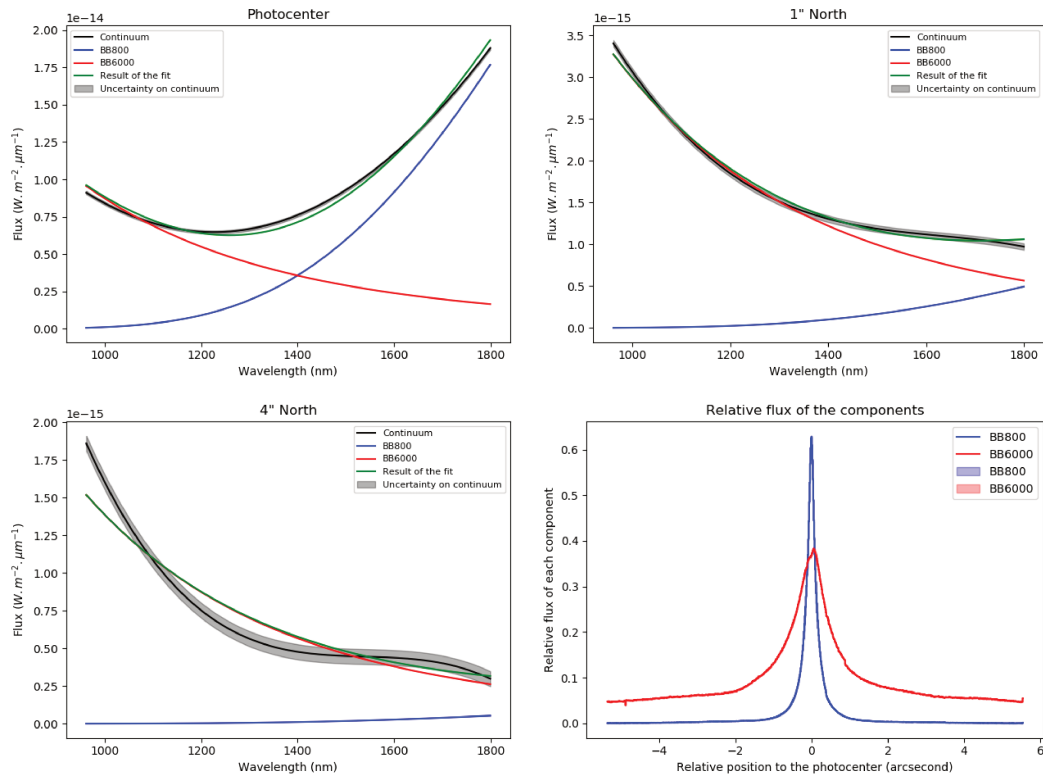 Photocenter
1e−14
Continuum
BB800
BB6000
Result of the fit
Uncertainty on continuum
2.00
1.75
1.50
1.25
1.00
0.75
0.50
0.25
0.00
Flux (W. m⁻². μm⁻¹)
1000 1200 1400 1600 1800
Wavelength (nm)
1" North
1e−15
Continuum
BB800
BB6000
Result of the fit
Uncertainty on continuum
3.5
3.0
2.5
2.0
1.5
1.0
0.5
0.0
Flux (W. m⁻². μm⁻¹)
1000 1200 1400 1600 1800
Wavelength (nm)
4" North
1e−15
Continuum
BB800
BB6000
Result of the fit
Uncertainty on continuum
2.00
1.75
1.50
1.25
1.00
0.75
0.50
0.25
0.00
Flux (W. m⁻². μm⁻¹)
1000 1200 1400 1600 1800
Wavelength (nm)
Relative flux of the components
BB800
BB6000
BB800
BB6000
0.6
0.5
0.4
0.3
0.2
0.1
0.0
Relative flux of each component
−4 −2 0 2 4 6
Relative position to the photocenter (arcsecond)